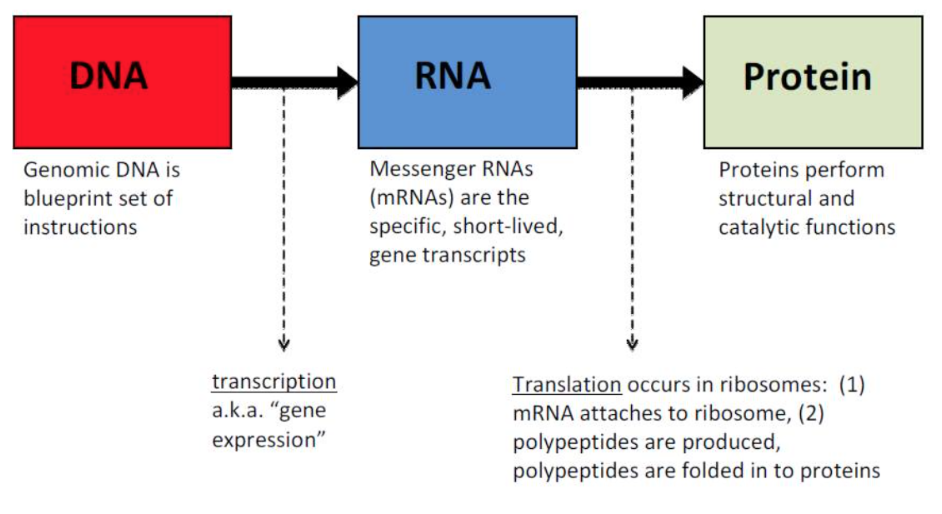 DNA
RNA
Protein
Genomic DNA is
blueprint set of
instructions
Messenger RNAs
(mRNAs) are the
specific, short-lived,
gene transcripts
Proteins perform
structural and
catalytic functions
transcription
a.k.a. “gene
expression”
Translation occurs in ribosomes:  (1)
mRNA attaches to ribosome, (2)
polypeptides are produced,
polypeptides are folded in to proteins